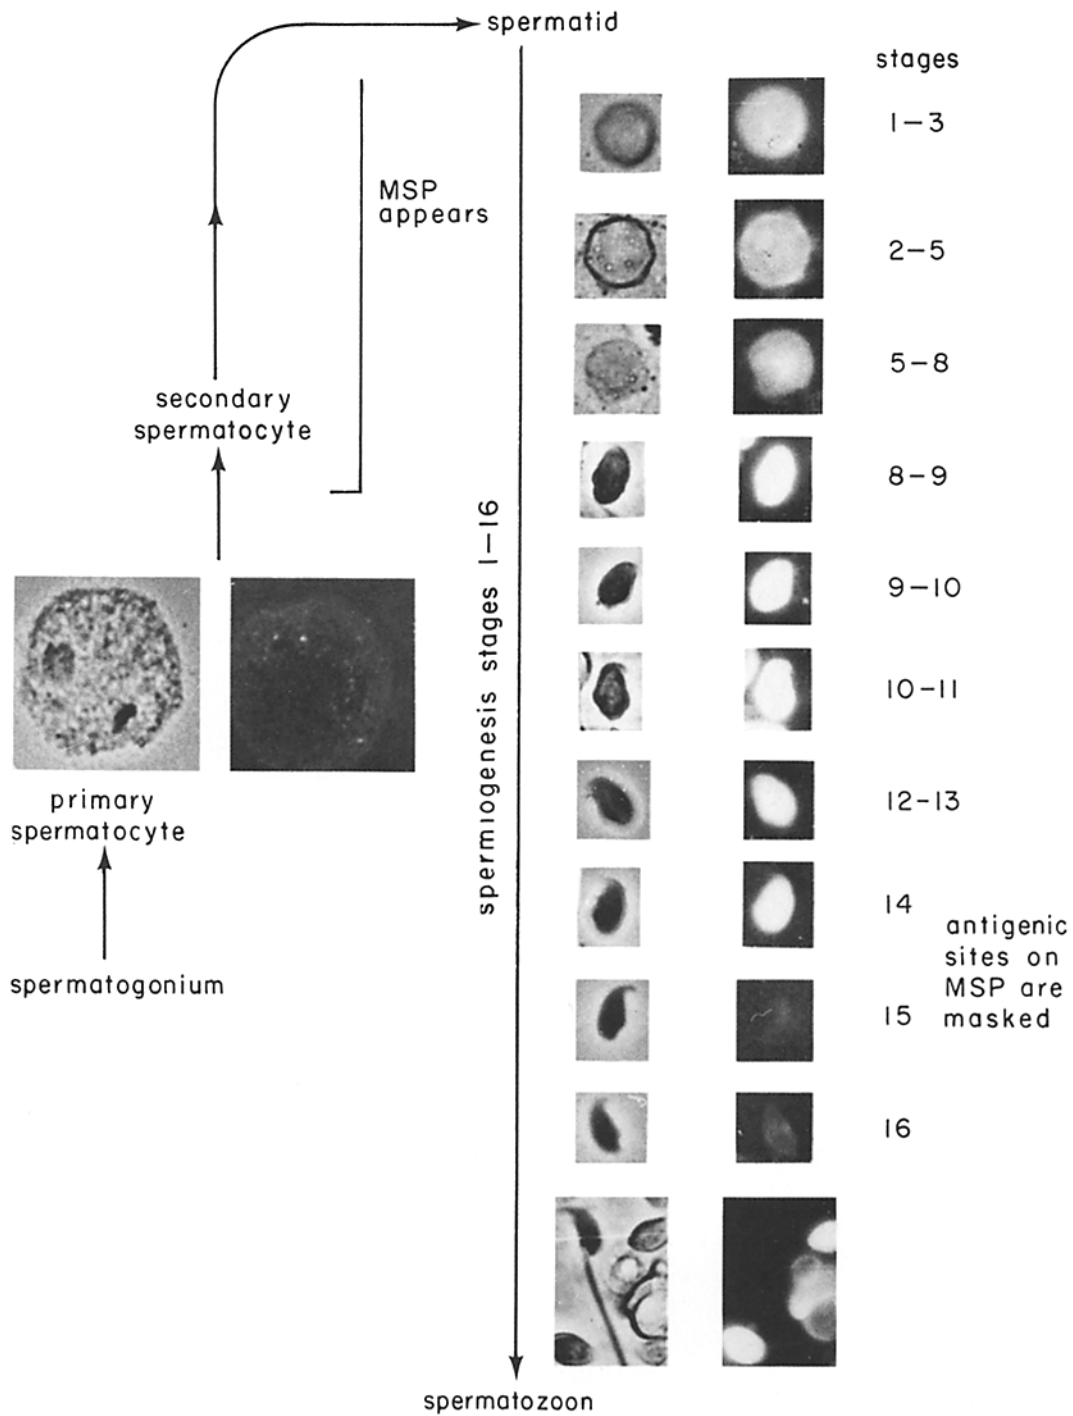 spermatid
stages
1-3
MSP
appears
2-5
5-8
secondary
spermatocyte
8-9
spermiogenesis stages 1-16
9-10
10-11
primary
spermatocyte
12-13
14
antigenic
sites on
MSP are
masked
spermatogonium
15
16
spermatozoon